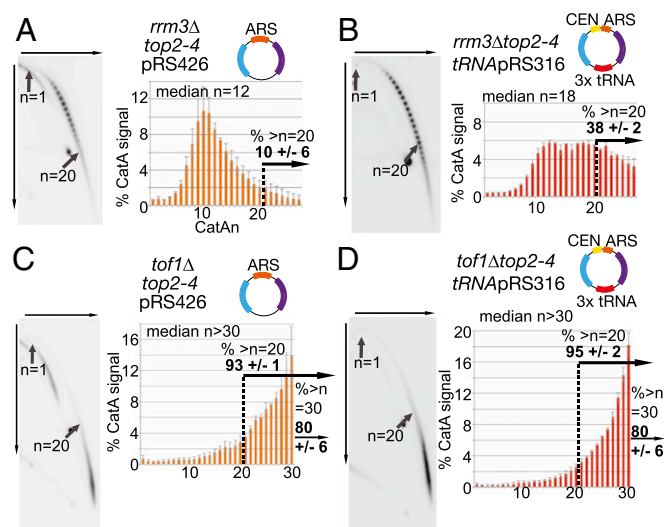 A
rrm3Δ
top2-4
pRS426
ARS
n=1
n=20
median n=12
% >n=20
10 +/- 6
% CatA signal
12
8
4
0
10
20
CatAn
B
rrm3Δtop2-4
tRNApRS316
CEN ARS
3x tRNA
n=1
n=20
median n=18
% >n=20
38 +/- 2
% CatA signal
8
4
0
10
20
C
tof1Δ
top2-4
pRS426
ARS
n=1
n=20
median n>30
% >n=20
93 +/- 1
%>n
=30
80
+/- 6
% CatA signal
16
12
8
4
0
10
20
30
D
tof1Δtop2-4
tRNApRS316
CEN ARS
3x tRNA
n=1
n=20
median n>30
% >n=20
95 +/- 2
%>n
=30
80
+/- 6
% CatA signal
20
16
12
8
4
0
10
20
30